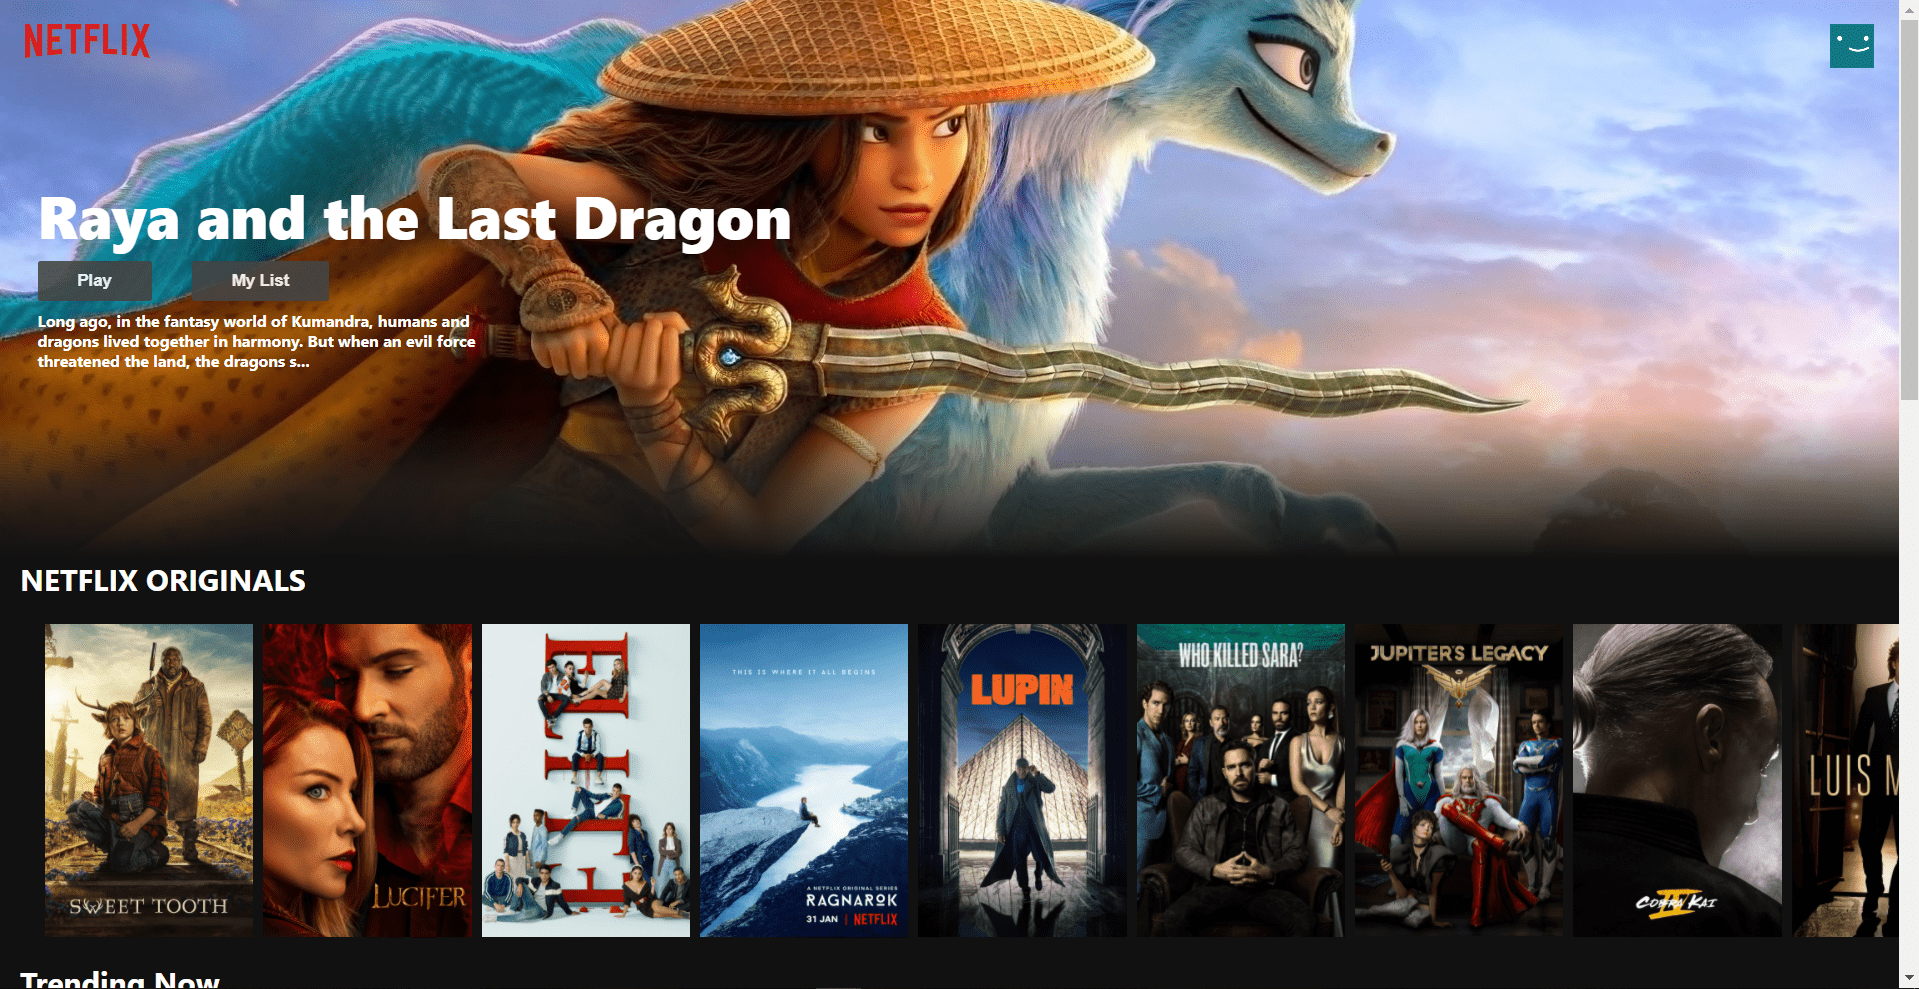 NETFLIX
Raya and the Last Dragon
Play
My List
Long ago, in the fantasy world of Kumandra, humans and
dragons lived together in harmony. But when an evil force
threatened the land, the dragons s...
NETFLIX ORIGINALS
SWEET TOOTH
LUCIFER
ELITE
THIS IS WHERE IT ALL BEGINS
A NETFLIX ORIGINAL SERIES
RAGNAROK
31 JAN | NETFLIX
LUPIN
WHO KILLED SARA?
JUPITER'S LEGACY
COBRA KAI
IV
LUIS M
Trending Now